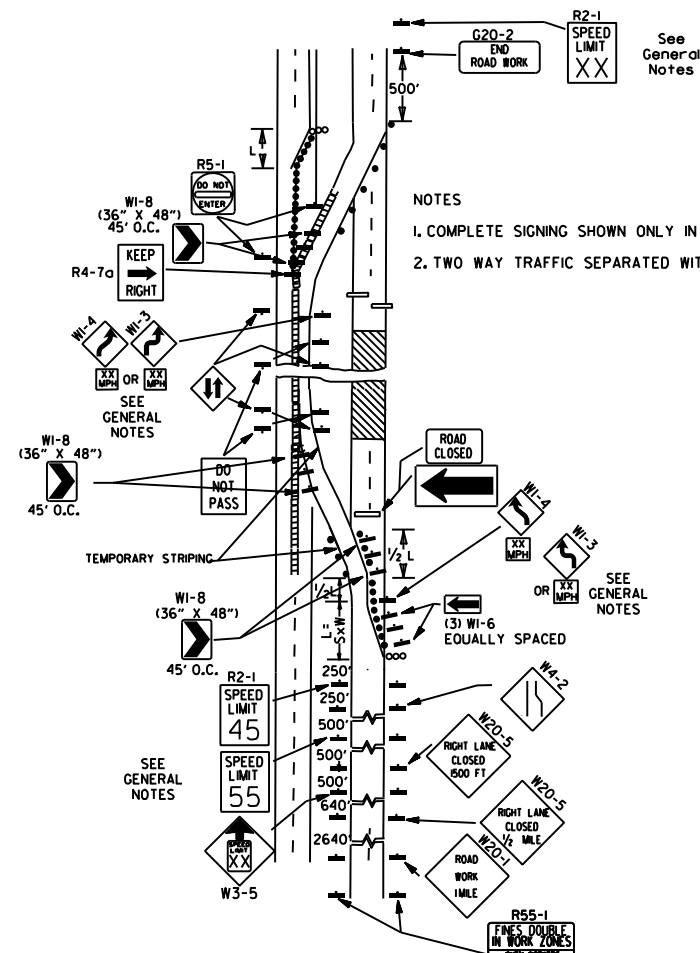 R2-1
SPEED
LIMIT
XX
See
General
Notes
G20-2
END
ROAD WORK
500'
L
R5-1
DO NOT
ENTER
W1-8
(36" X 48")
45' O.C.
KEEP
RIGHT
R4-7a
NOTES
1. COMPLETE SIGNING SHOWN ONLY IN
2. TWO WAY TRAFFIC SEPARATED WIT
W1-4
W1-3
XX
MPH
OR
XX
MPH
SEE
GENERAL
NOTES
W1-8
(36" X 48")
45' O.C.
DO
NOT
PASS
ROAD
CLOSED
W1-4
XX
MPH
W1-3
OR
XX
MPH
SEE
GENERAL
NOTES
1/2 L
TEMPORARY STRIPING
1/2L
L=
SxW
W1-8
(36" X 48")
45' O.C.
(3) W1-6
EQUALLY SPACED
250'
250'
500'
500'
500'
640'
2640'
R2-1
SPEED
LIMIT
45
SPEED
LIMIT
55
SEE
GENERAL
NOTES
SPEED
LIMIT
XX
W3-5
W4-2
W20-5
RIGHT LANE
CLOSED
1500 FT
W20-5
RIGHT LANE
CLOSED
1/2 MILE
W20-1
ROAD
WORK
1MILE
R55-1
FINES DOUBLE
IN WORK ZONES